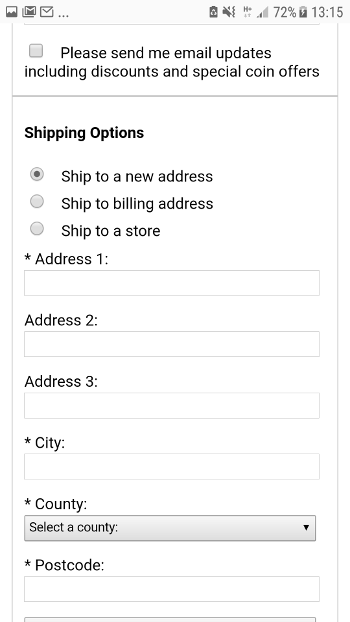 ... 72% 13:15
Please send me email updates
including discounts and special coin offers
Shipping Options
Ship to a new address
Ship to billing address
Ship to a store
* Address 1:
Address 2:
Address 3:
* City:
* County:
Select a county:
* Postcode: